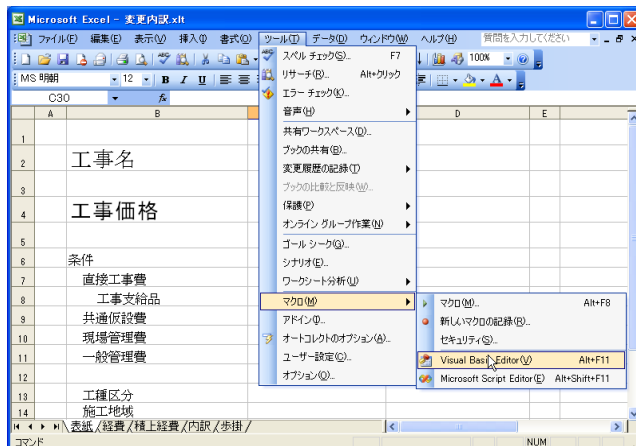 Microsoft Excel - 変更内訳.xlt
ファイル(F) 編集(E) 表示(V) 挿入(I) 書式(O) ツール(T) データ(D) ウィンドウ(W) ヘルプ(H) 質問を入力してください
100%
MS 明朝 12 B I U
C30 fx
A B D E
スペル チェック(S)... F7
リサーチ(R)... Alt+クリック
エラー チェック(K)...
音声(H)
共有ワークスペース(D)...
ブックの共有(B)...
変更履歴の記録(T)
ブックの比較と反映(W)...
保護(P)
オンライン グループ作業(N)
ゴール シーク(G)...
シナリオ(E)...
ワークシート分析(U)
マクロ(M)
アドイン(I)...
オートコレクトのオプション(A)...
ユーザー設定(C)...
オプション(O)...
マクロ(M)... Alt+F8
新しいマクロの記録(R)...
セキュリティ(S)...
Visual Basic Editor(V) Alt+F11
Microsoft Script Editor(E) Alt+Shift+F11
1
2 工事名
3
4 工事価格
5
6 条件
7 直接工事費
8 工事支給品
9 共通仮設費
10 現場管理費
11 一般管理費
12
13 工種区分
14 施工地域
表紙 / 経費 / 積上経費 / 内訳 / 歩掛 /
コマンド NUM